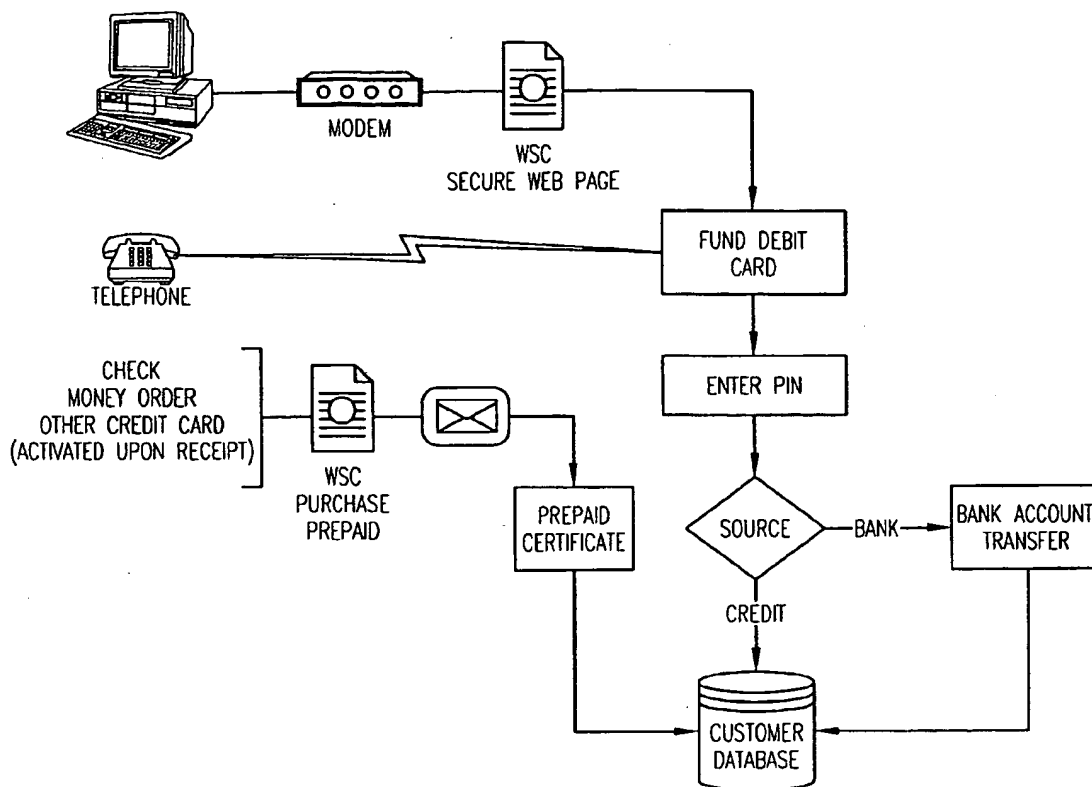 MODEM
WSC
SECURE WEB PAGE
FUND DEBIT
CARD
TELEPHONE
ENTER PIN
CHECK
MONEY ORDER
OTHER CREDIT CARD
(ACTIVATED UPON RECEIPT)
WSC
PURCHASE
PREPAID
PREPAID
CERTIFICATE
SOURCE
BANK
BANK ACCOUNT
TRANSFER
CREDIT
CUSTOMER
DATABASE